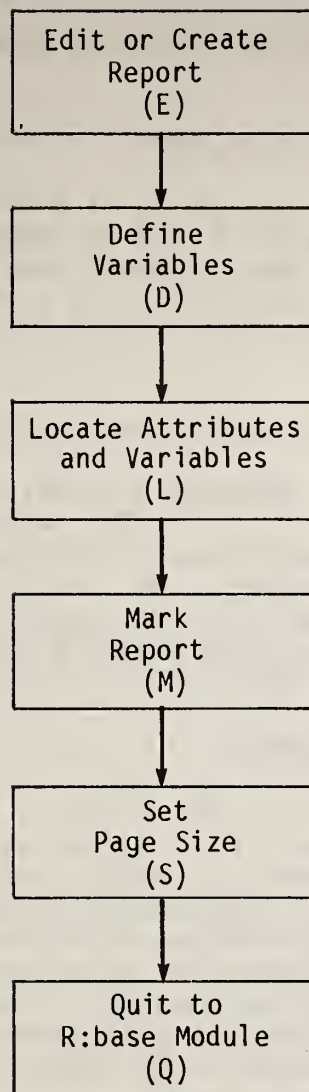 Edit or Create
Report
(E)
Define
Variables
(D)
Locate Attributes
and Variables
(L)
Mark
Report
(M)
Set
Page Size
(S)
Quit to
R:base Module
(Q)